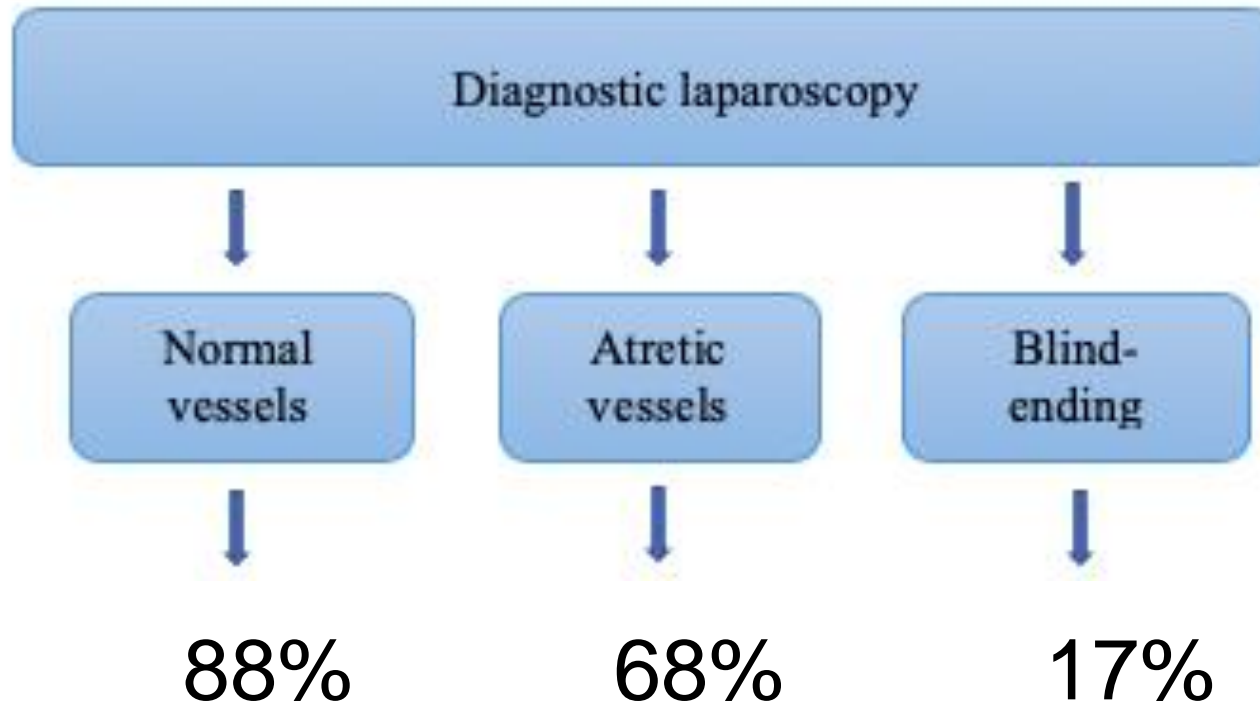 Diagnostic laparoscopy
Normal
vessels
Atretic
vessels
Blind-
ending
88%
68%
17%